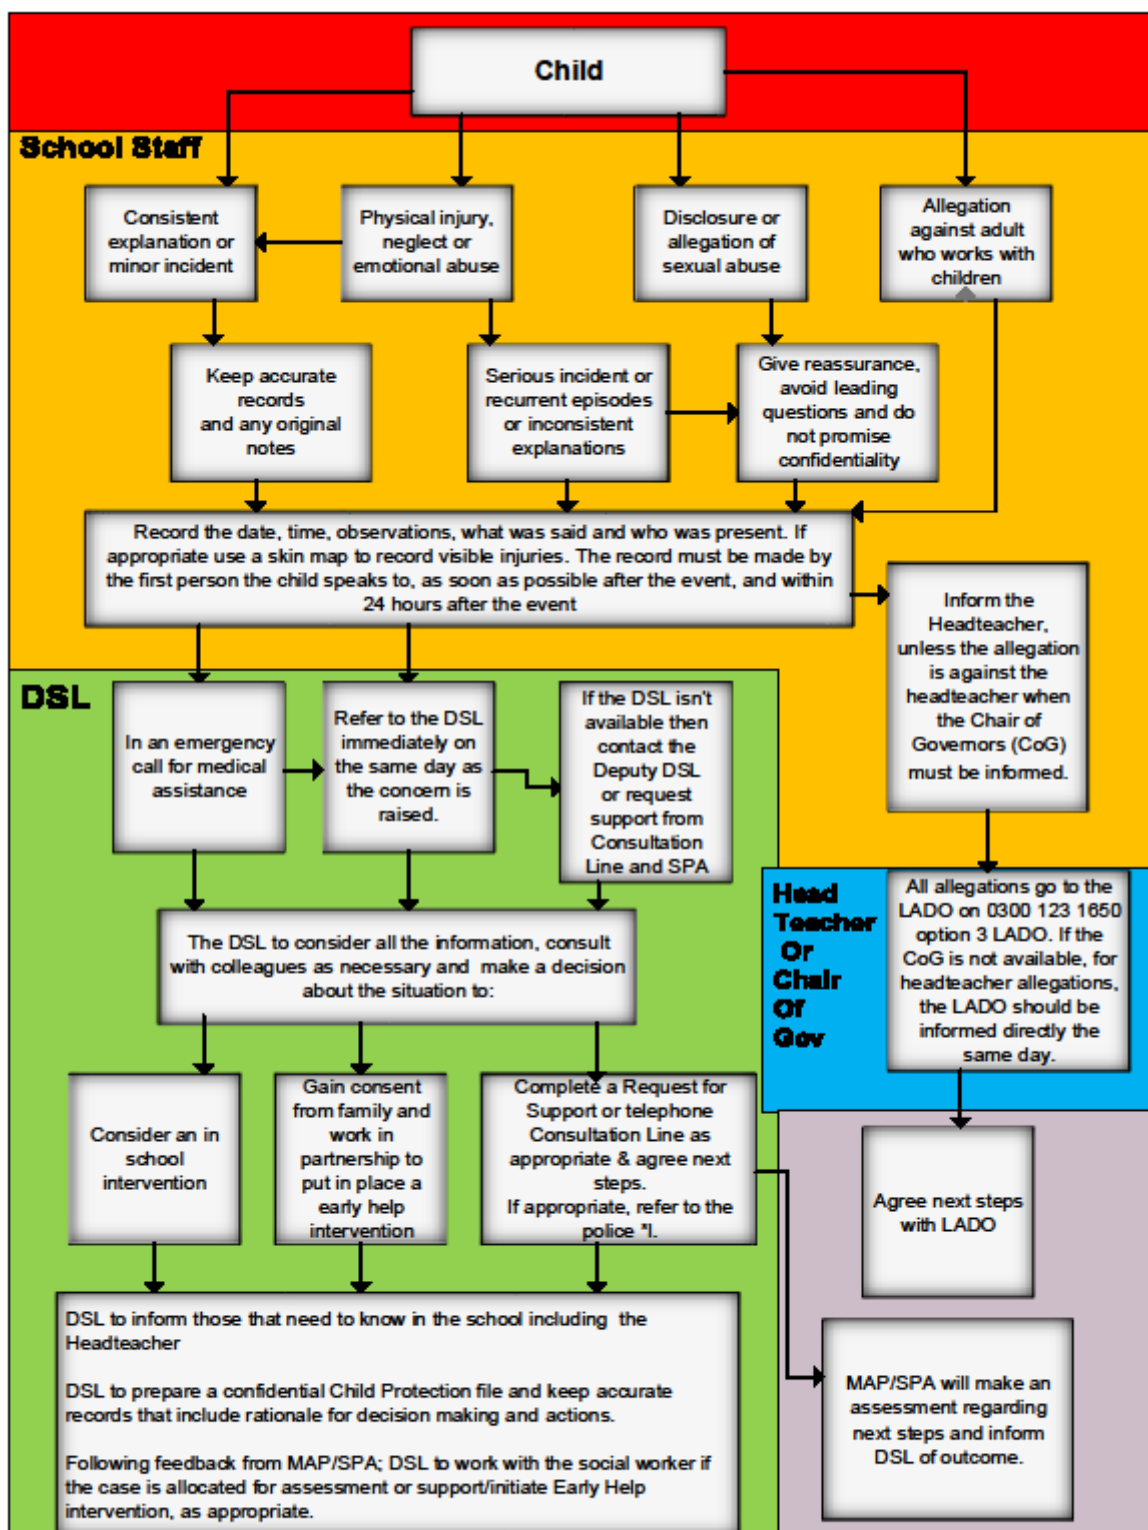 Child
School Staff
Consistent
explanation or
minor incident
Physical injury,
neglect or
emotional abuse
Disclosure or
allegation of
sexual abuse
Allegation
against adult
who works with
children
Keep accurate
records
and any original
notes
Serious incident or
recurrent episodes
or inconsistent
explanations
Give reassurance,
avoid leading
questions and do
not promise
confidentiality
Record the date, time, observations, what was said and who was present. If
appropriate use a skin map to record visible injuries. The record must be made by
the first person the child speaks to, as soon as possible after the event, and within
24 hours after the event
Inform the
Headteacher,
unless the allegation
is against the
headteacher when
the Chair of
Governors (CoG)
must be informed.
DSL
In an emergency
call for medical
assistance
Refer to the DSL
immediately on
the same day as
the concern is
raised.
If the DSL isn't
available then
contact the
Deputy DSL
or request
support from
Consultation
Line and SPA
Head
Teacher
Or
Chair
Of
Gov
All allegations go to the
LADO on 0300 123 1650
option 3 LADO. If the
CoG is not available, for
headteacher allegations,
the LADO should be
informed directly the
same day.
The DSL to consider all the information, consult
with colleagues as necessary and make a decision
about the situation to:
Consider an in
school
intervention
Gain consent
from family and
work in
partnership to
put in place a
early help
intervention
Complete a Request for
Support or telephone
Consultation Line as
appropriate & agree next
steps.
If appropriate, refer to the
police *I.
Agree next steps
with LADO
DSL to inform those that need to know in the school including the
Headteacher
DSL to prepare a confidential Child Protection file and keep accurate
records that include rationale for decision making and actions.
Following feedback from MAP/SPA; DSL to work with the social worker if
the case is allocated for assessment or support/initiate Early Help
intervention, as appropriate.
MAP/SPA will make an
assessment regarding
next steps and inform
DSL of outcome.